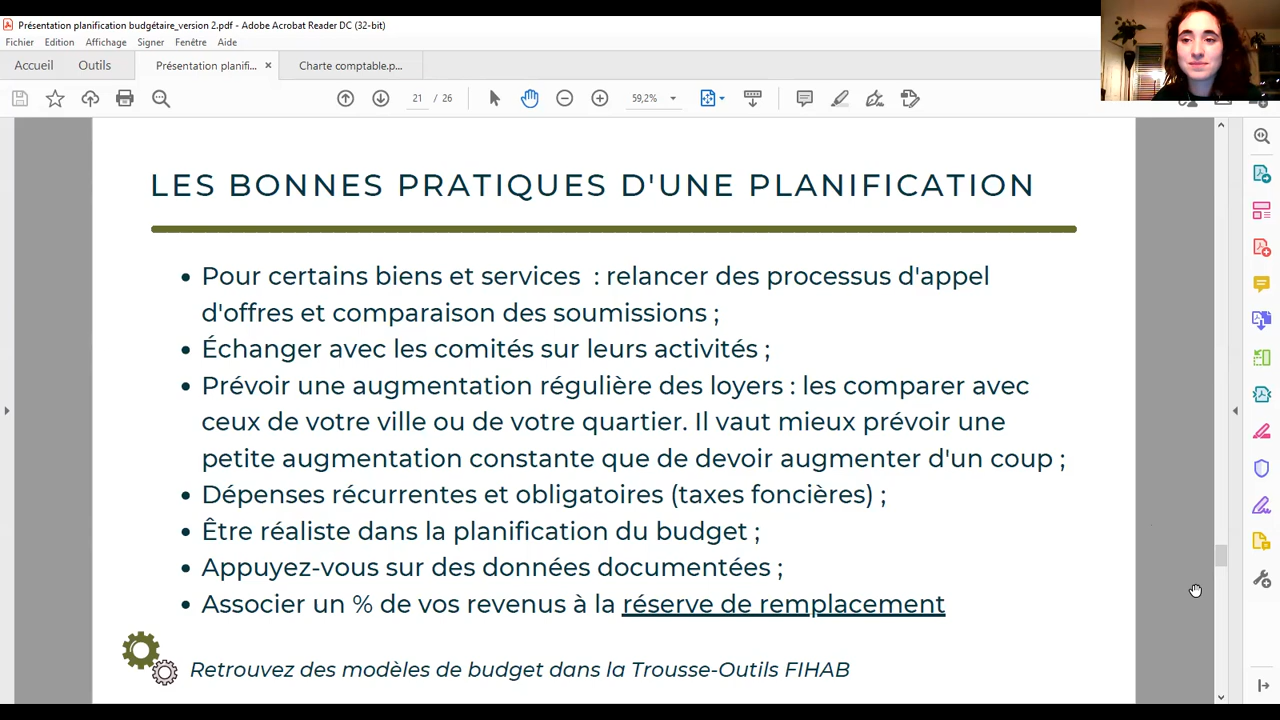 Présentation planification budgétaire_version 2.pdf - Adobe Acrobat Reader DC (32-bit)
Fichier Edition Affichage Signer Fenêtre Aide
Accueil Outils Présentation planifi... × Charte comptable.p...
21 / 26 59,2%
LES BONNES PRATIQUES D'UNE PLANIFICATION
• Pour certains biens et services : relancer des processus d'appel
d'offres et comparaison des soumissions ;
• Échanger avec les comités sur leurs activités ;
• Prévoir une augmentation régulière des loyers : les comparer avec
ceux de votre ville ou de votre quartier. Il vaut mieux prévoir une
petite augmentation constante que de devoir augmenter d'un coup ;
• Dépenses récurrentes et obligatoires (taxes foncières) ;
• Être réaliste dans la planification du budget ;
• Appuyez-vous sur des données documentées ;
• Associer un % de vos revenus à la réserve de remplacement
Retrouvez des modèles de budget dans la Trousse-Outils FIHAB